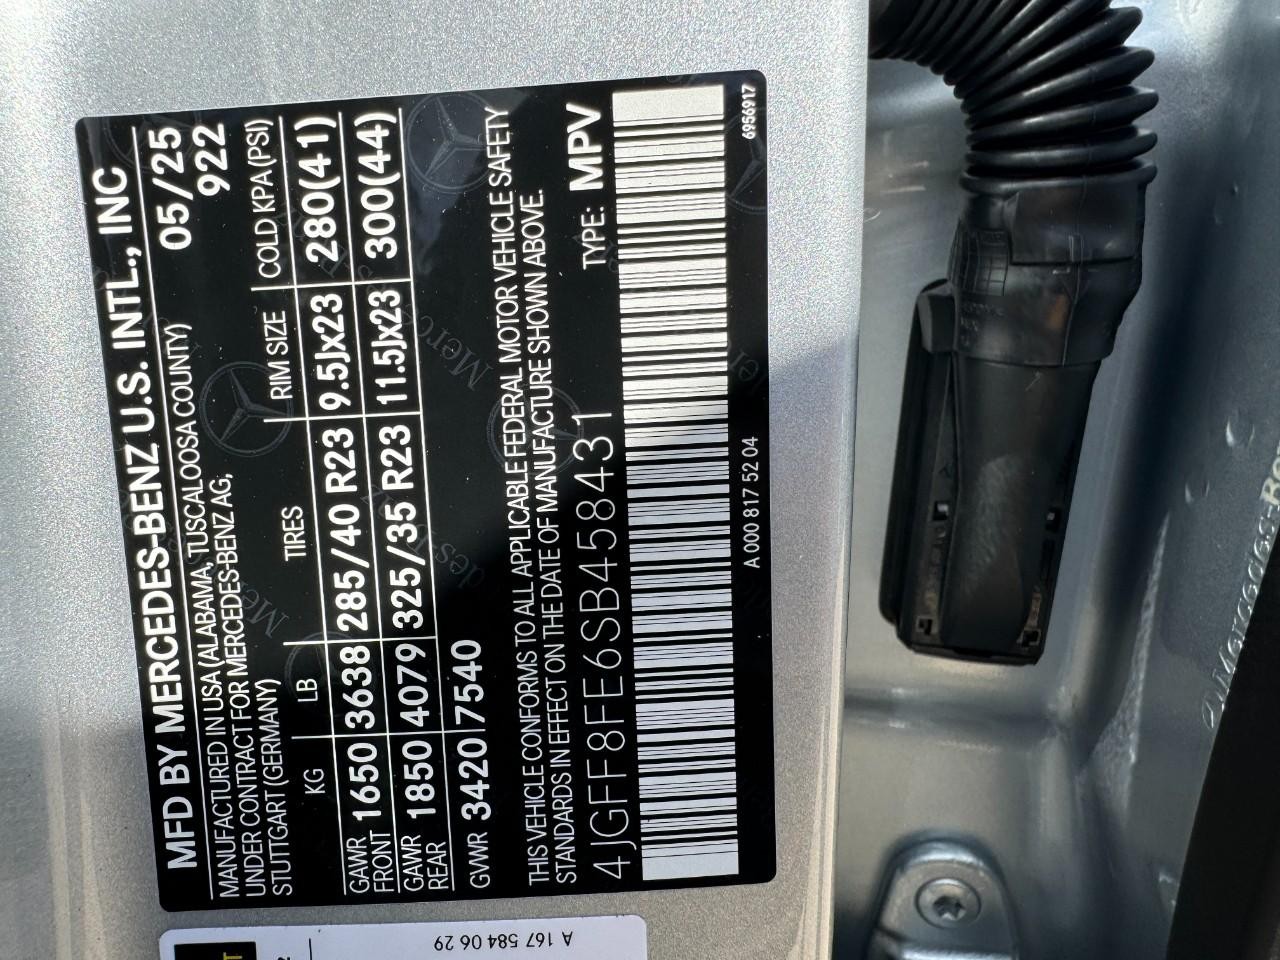 MFD BY MERCEDES-BENZ U.S. INTL., INC
MANUFACTURED IN USA (ALABAMA, TUSCALOOSA COUNTY) 05/25
UNDER CONTRACT FOR MERCEDES-BENZ AG, 922
STUTTGART (GERMANY)
KG LB TIRES RIM SIZE COLD KPA (PSI)
GAWR FRONT 1650 3638 285/40 R23 9.5Jx23 280(41)
GAWR REAR 1850 4079 325/35 R23 11.5Jx23 300(44)
GVWR 3420 7540
THIS VEHICLE CONFORMS TO ALL APPLICABLE FEDERAL MOTOR VEHICLE SAFETY
STANDARDS IN EFFECT ON THE DATE OF MANUFACTURE SHOWN ABOVE.
4JGFF8FE6SB458431 TYPE: MPV
A 000 817 52 04 6956917
A 167 584 06 29